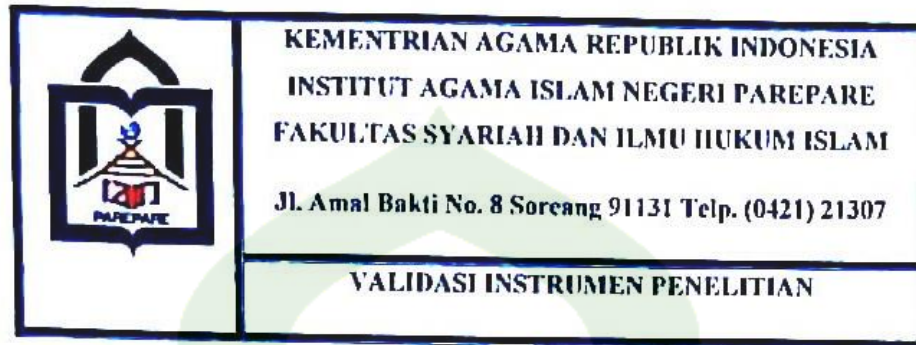 KEMENTRIAN AGAMA REPUBLIK INDONESIA
INSTITUT AGAMA ISLAM NEGERI PAREPARE
FAKULTAS SYARIAH DAN ILMU HUKUM ISLAM
Jl. Amal Bakti No. 8 Soreang 91131 Telp. (0421) 21307
PAREPARE
VALIDASI INSTRUMEN PENELITIAN